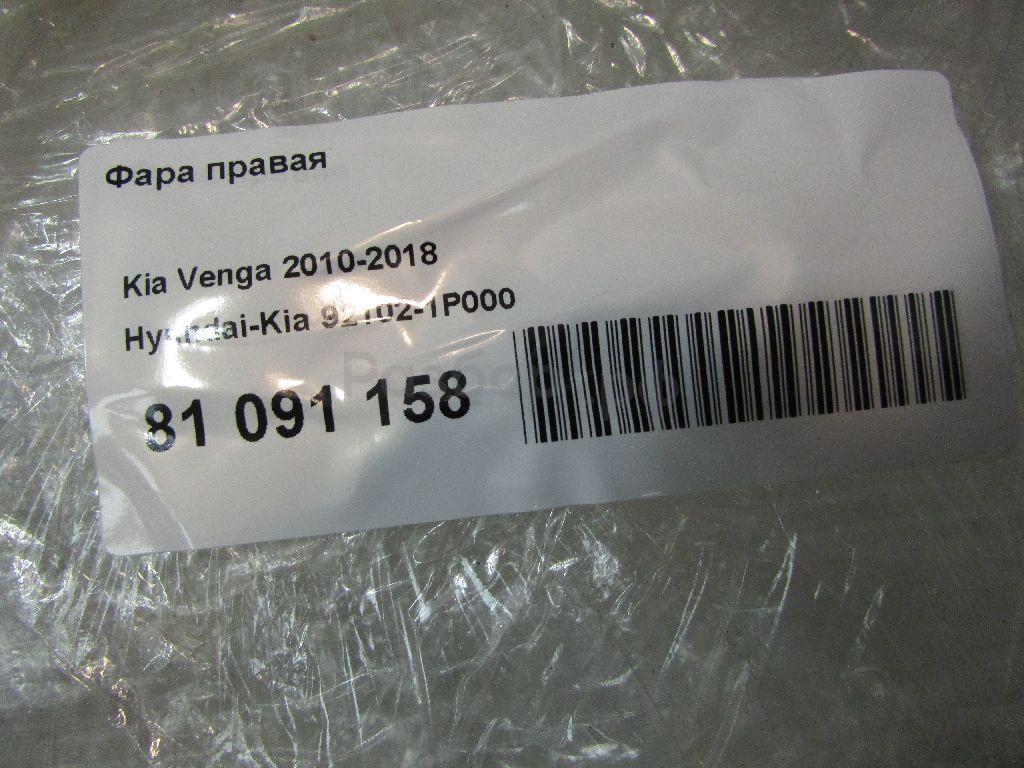 Фара правая
Kia Venga 2010-2018
Hyundai-Kia 92102-1P000
81 091 158